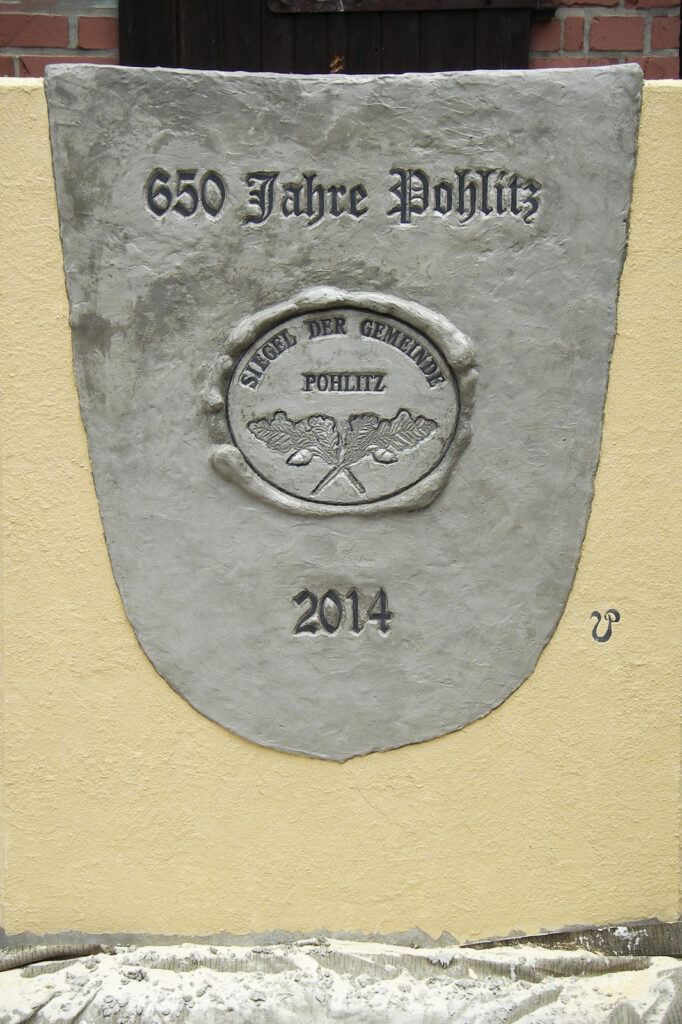 650 Jahre Pohlitz
SIEGEL DER GEMEINDE
POHLITZ
2014